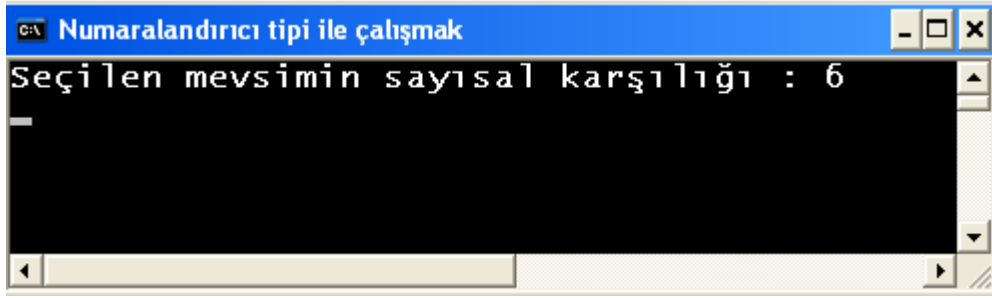 Numaralandırıcı tipi ile çalışmak
Seçilen mevsimin sayısal karşılığı : 6